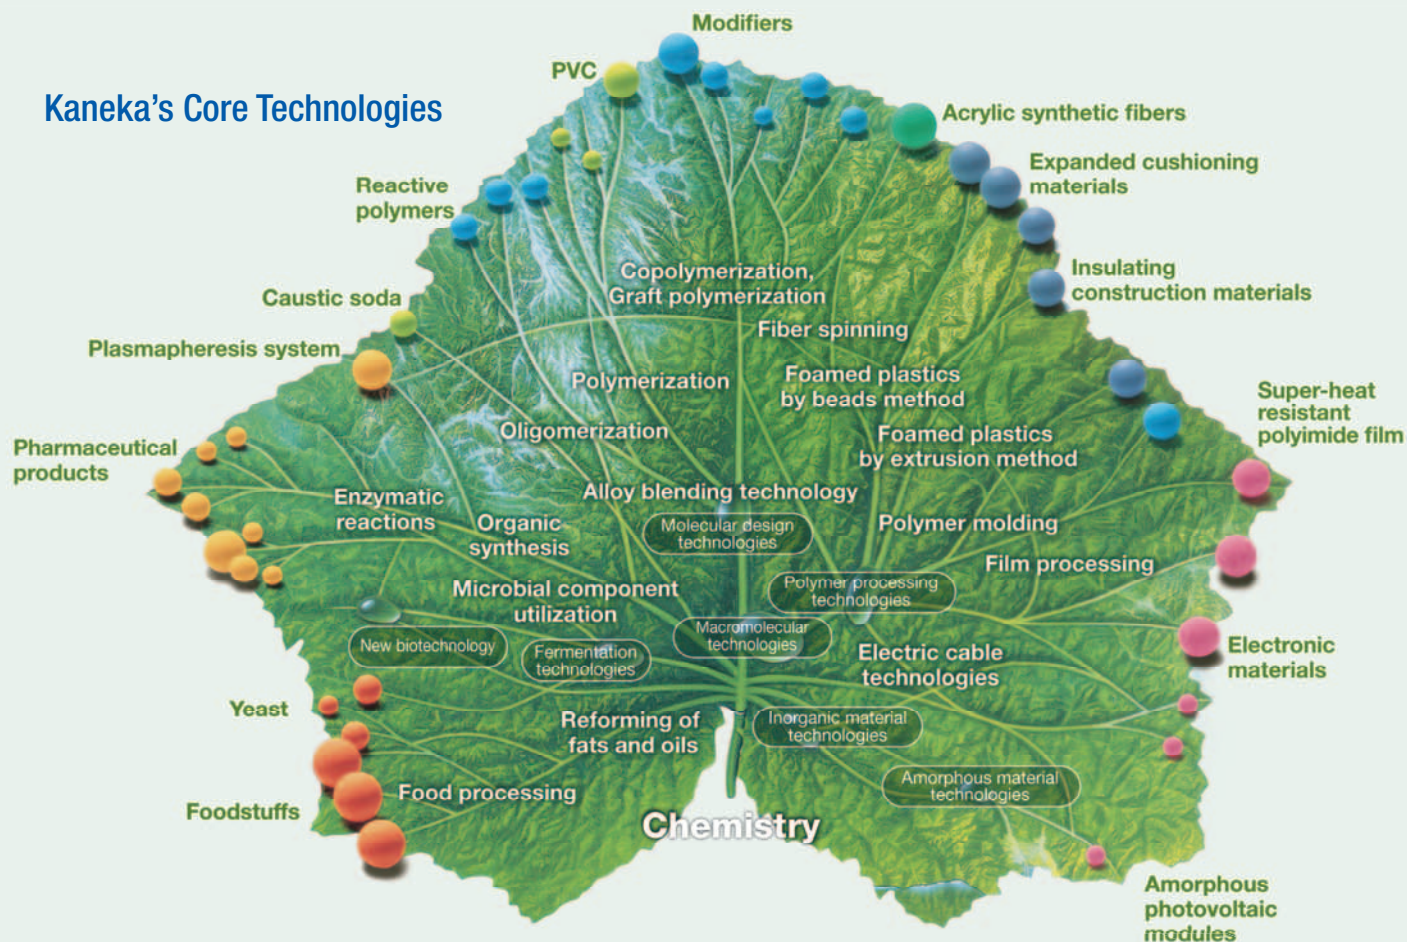 Modifiers
PVC
Kaneka's Core Technologies
Acrylic synthetic fibers
Expanded cushioning
materials
Reactive
polymers
Insulating
construction materials
Caustic soda
Plasmapheresis system
Copolymerization,
Graft polymerization
Fiber spinning
Polymerization
Foamed plastics
by beads method
Super-heat
resistant
polyimide film
Oligomerization
Foamed plastics
by extrusion method
Pharmaceutical
products
Enzymatic
reactions
Organic
synthesis
Alloy blending technology
Molecular design
technologies
Polymer molding
Film processing
Microbial component
utilization
Polymer processing
technologies
New biotechnology
Fermentation
technologies
Macromolecular
technologies
Electric cable
technologies
Electronic
materials
Yeast
Reforming of
fats and oils
Inorganic material
technologies
Amorphous material
technologies
Food processing
Foodstuffs
Chemistry
Amorphous
photovoltaic
modules